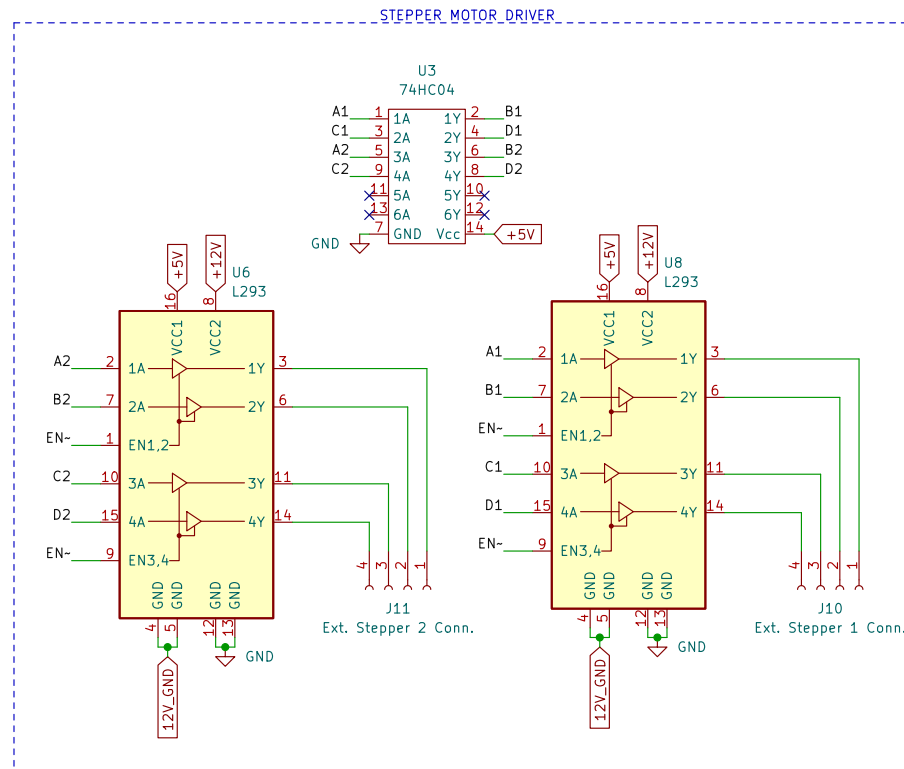 STEPPER MOTOR DRIVER
U3
74HC04
A1 1 1A 1Y 2 B1
C1 3 2A 2Y 4 D1
A2 5 3A 3Y 6 B2
C2 9 4A 4Y 8 D2
11 5A 5Y 10
13 6A 6Y 12
GND 7 GND Vcc 14 +5V
+5V +12V U6
16 8 L293
VCC1 VCC2
A2 2 1A 1Y 3
B2 7 2A 2Y 6
EN~ 1 EN1,2
C2 10 3A 3Y 11
D2 15 4A 4Y 14
EN~ 9 EN3,4
GND GND GND GND
4 5 12 13
12V_GND GND
4 3 2 1
J11
Ext. Stepper 2 Conn.
+5V +12V U8
16 8 L293
VCC1 VCC2
A1 2 1A 1Y 3
B1 7 2A 2Y 6
EN~ 1 EN1,2
C1 10 3A 3Y 11
D1 15 4A 4Y 14
EN~ 9 EN3,4
GND GND GND GND
4 5 12 13
12V_GND GND
4 3 2 1
J10
Ext. Stepper 1 Conn.